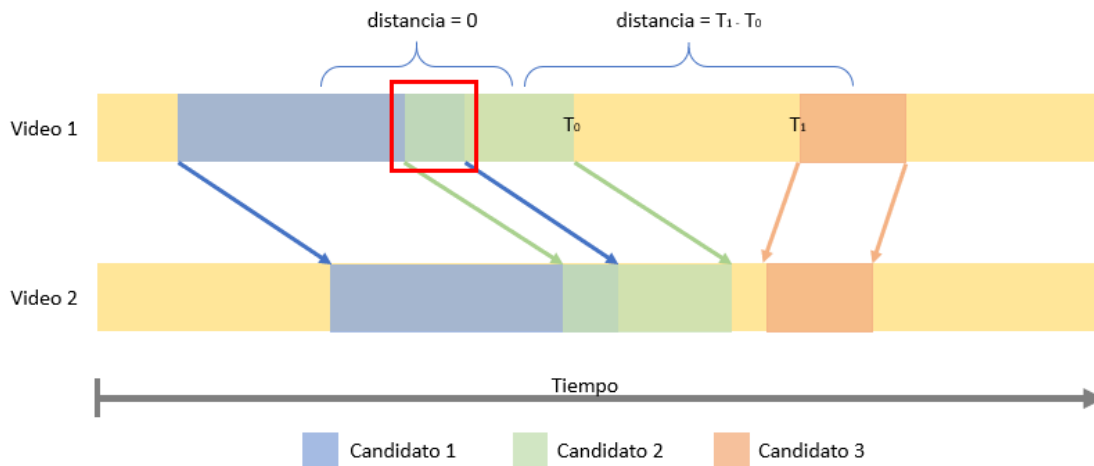 distancia = 0
distancia = T₁ - T₀
Video 1
T₀
T₁
Video 2
Tiempo
Candidato 1
Candidato 2
Candidato 3